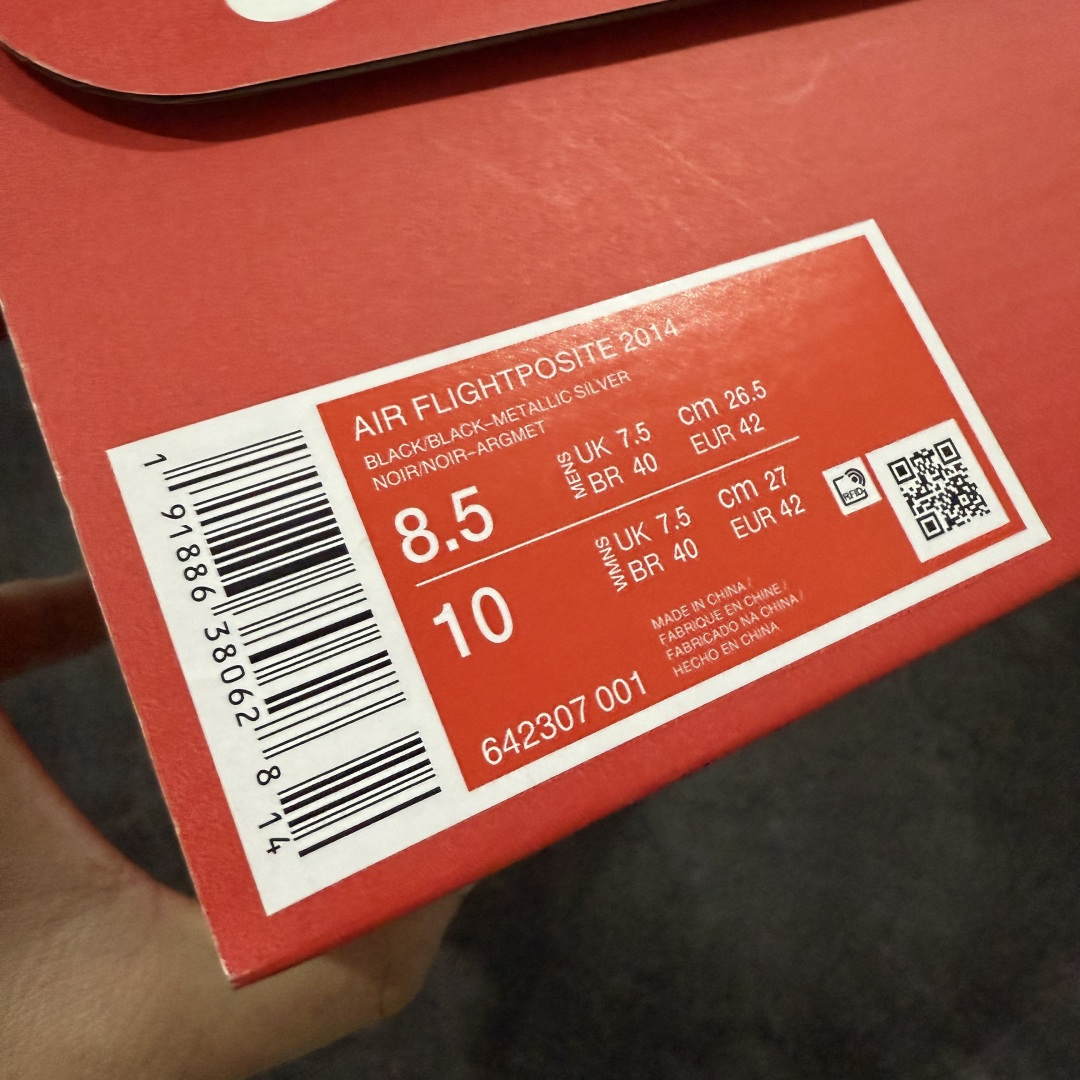 AIR FLIGHTPOSITE 2014
BLACK/BLACK-METALLIC SILVER
NOIR/NOIR-ARGMET
8.5
MENS
UK 7.5
cm 26.5
BR 40
EUR 42
10
WMNS
UK 7.5
cm 27
BR 40
EUR 42
RFID
642307 001
MADE IN CHINA /
FABRIQUE EN CHINE /
FABRICADO NA CHINA /
HECHO EN CHINA
1 91886 38062 8 14